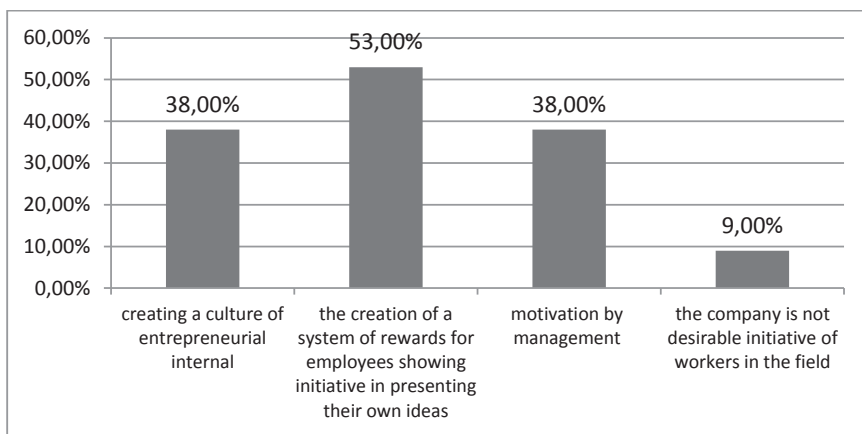 60,00%
50,00%
40,00%
30,00%
20,00%
10,00%
0,00%
38,00%
53,00%
38,00%
9,00%
creating a culture of
entrepreneurial
internal
the creation of a
system of rewards for
employees showing
initiative in presenting
their own ideas
motivation by
management
the company is not
desirable initiative of
workers in the field